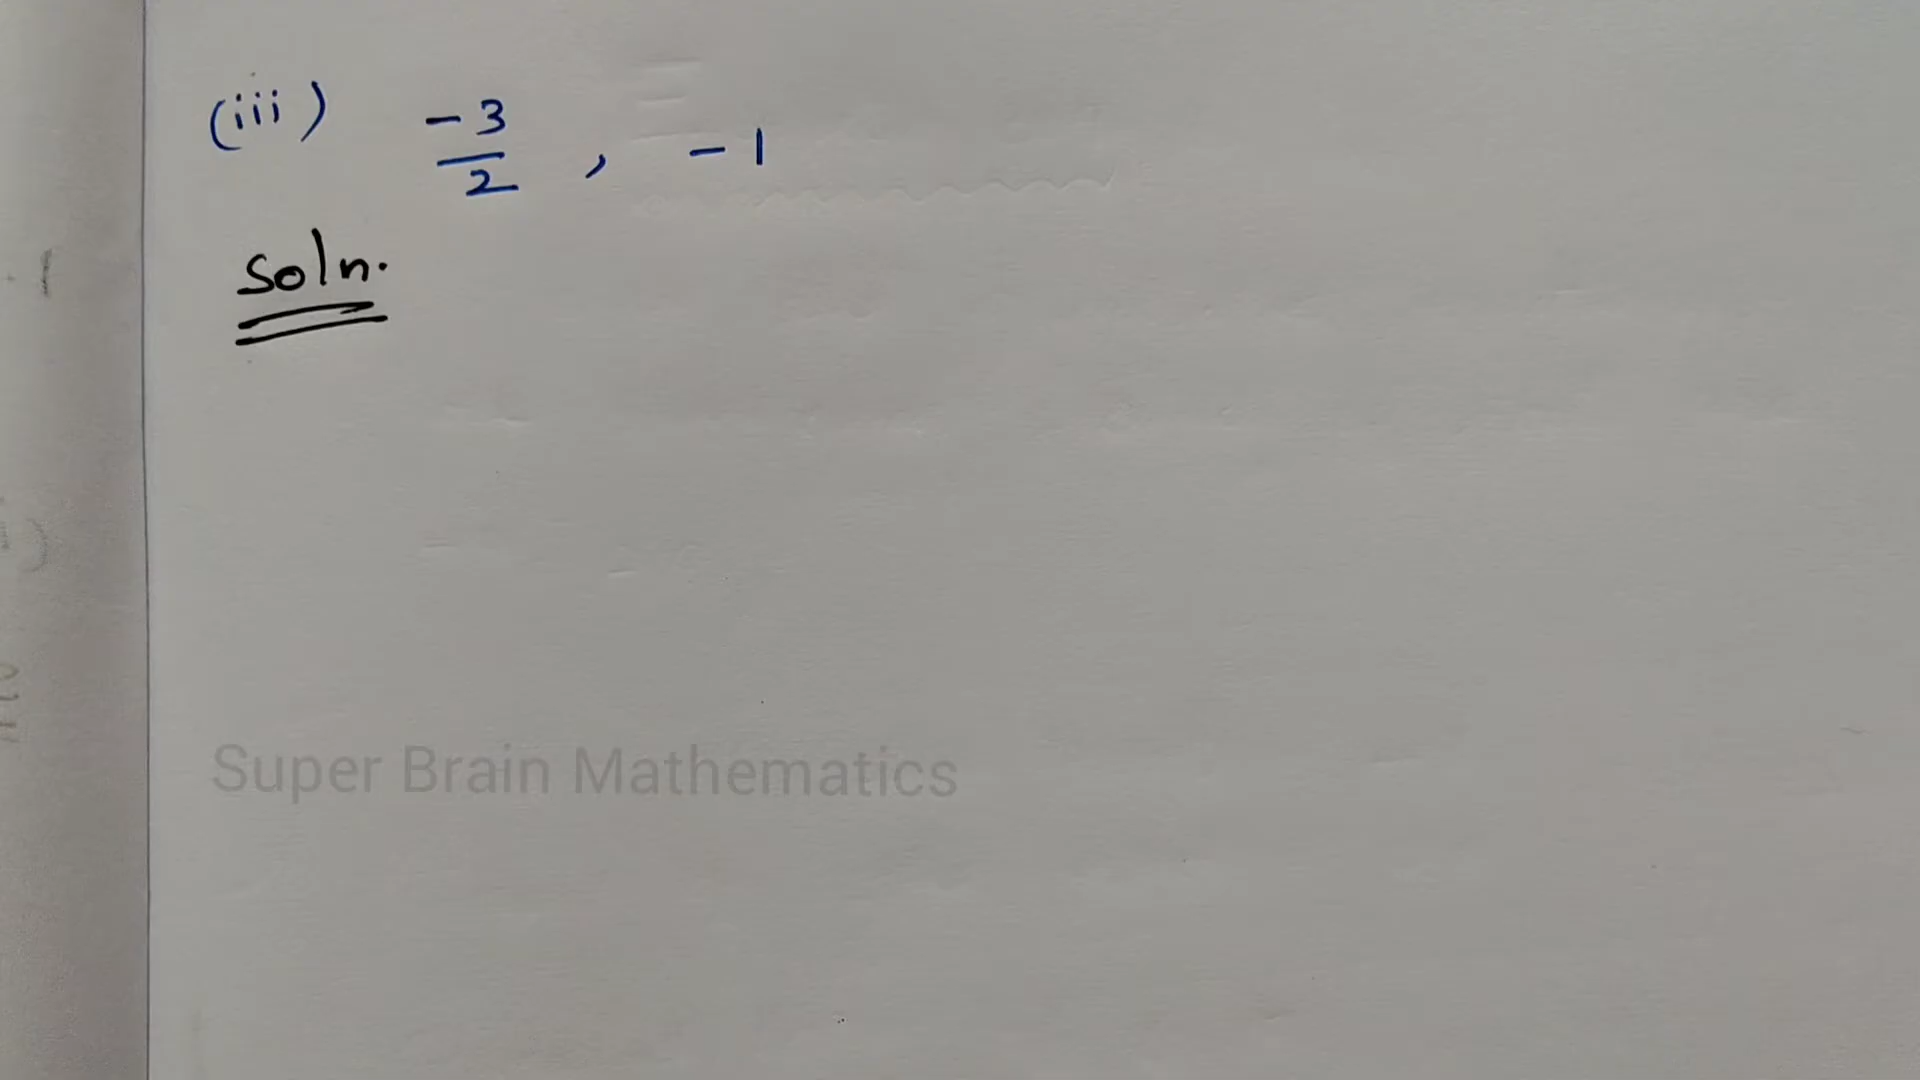 (iii) -3/2 , -1
Soln.
Super Brain Mathematics